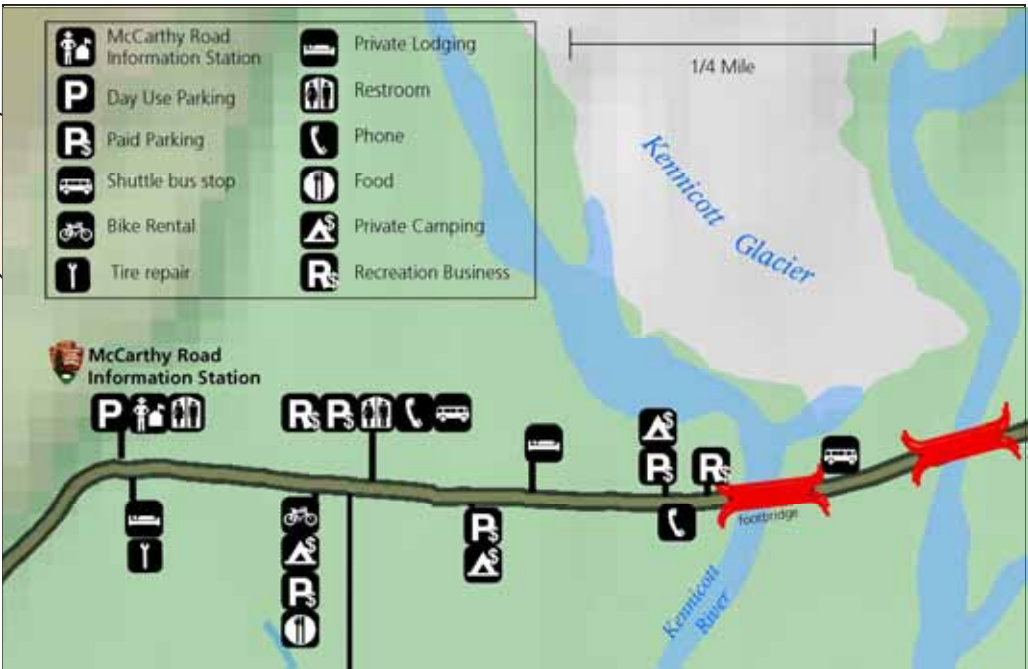 McCarthy Road
Information Station
Day Use Parking
Paid Parking
Shuttle bus stop
Bike Rental
Tire repair
Private Lodging
Restroom
Phone
Food
Private Camping
Recreation Business
1/4 Mile
Kennicott Glacier
McCarthy Road
Information Station
footbridge
Kennicott
River